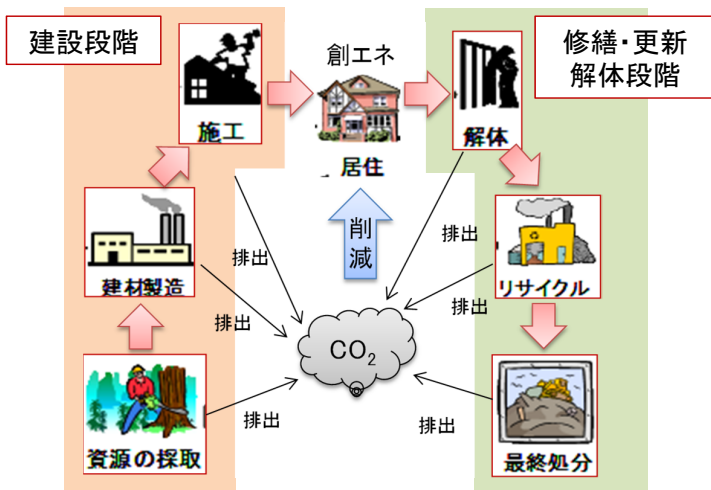 建設段階
修繕・更新
解体段階
創エネ
施工
居住
解体
建材製造
リサイクル
資源の採取
最終処分
削
減
CO₂
排出
排出
排出
排出
排出
排出